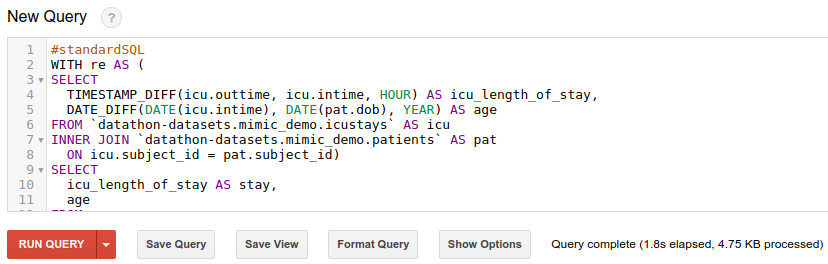 New Query ?
1 #standardSQL
2 WITH re AS (
3 SELECT
4 TIMESTAMP_DIFF(icu.outtime, icu.intime, HOUR) AS icu_length_of_stay,
5 DATE_DIFF(DATE(icu.intime), DATE(pat.dob), YEAR) AS age
6 FROM `datathon-datasets.mimic_demo.icustays` AS icu
7 INNER JOIN `datathon-datasets.mimic_demo.patients` AS pat
8 ON icu.subject_id = pat.subject_id)
9 SELECT
10 icu_length_of_stay AS stay,
11 age
RUN QUERY Save Query Save View Format Query Show Options Query complete (1.8s elapsed, 4.75 KB processed)